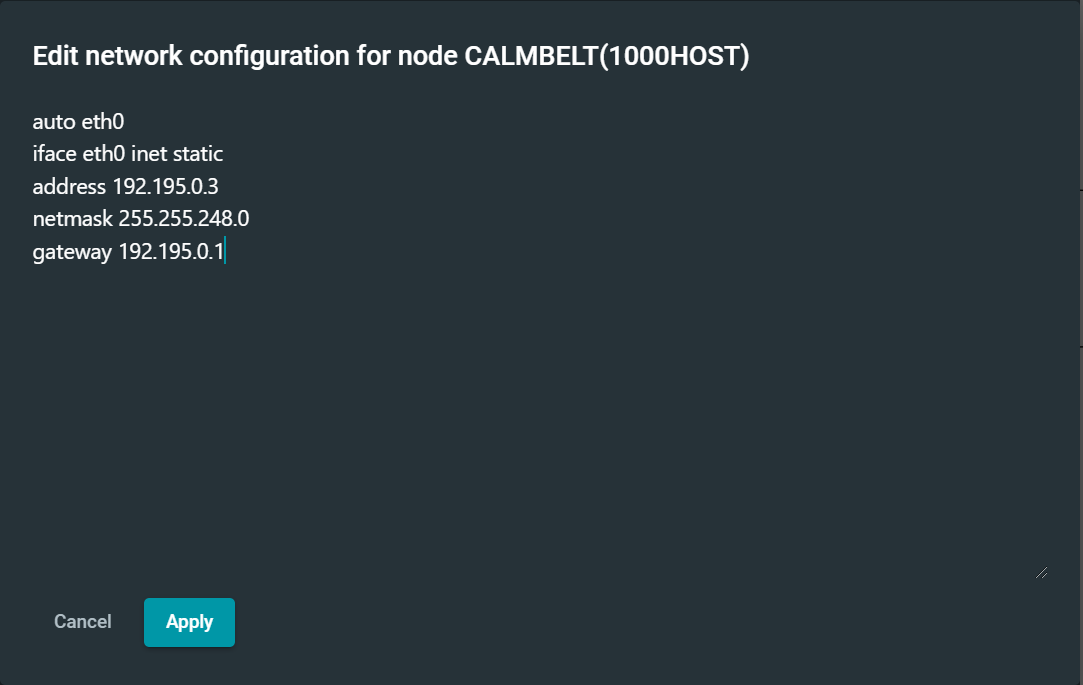 Edit network configuration for node CALMBELT(1000HOST)
auto eth0
iface eth0 inet static
address 192.195.0.3
netmask 255.255.248.0
gateway 192.195.0.1
Cancel
Apply